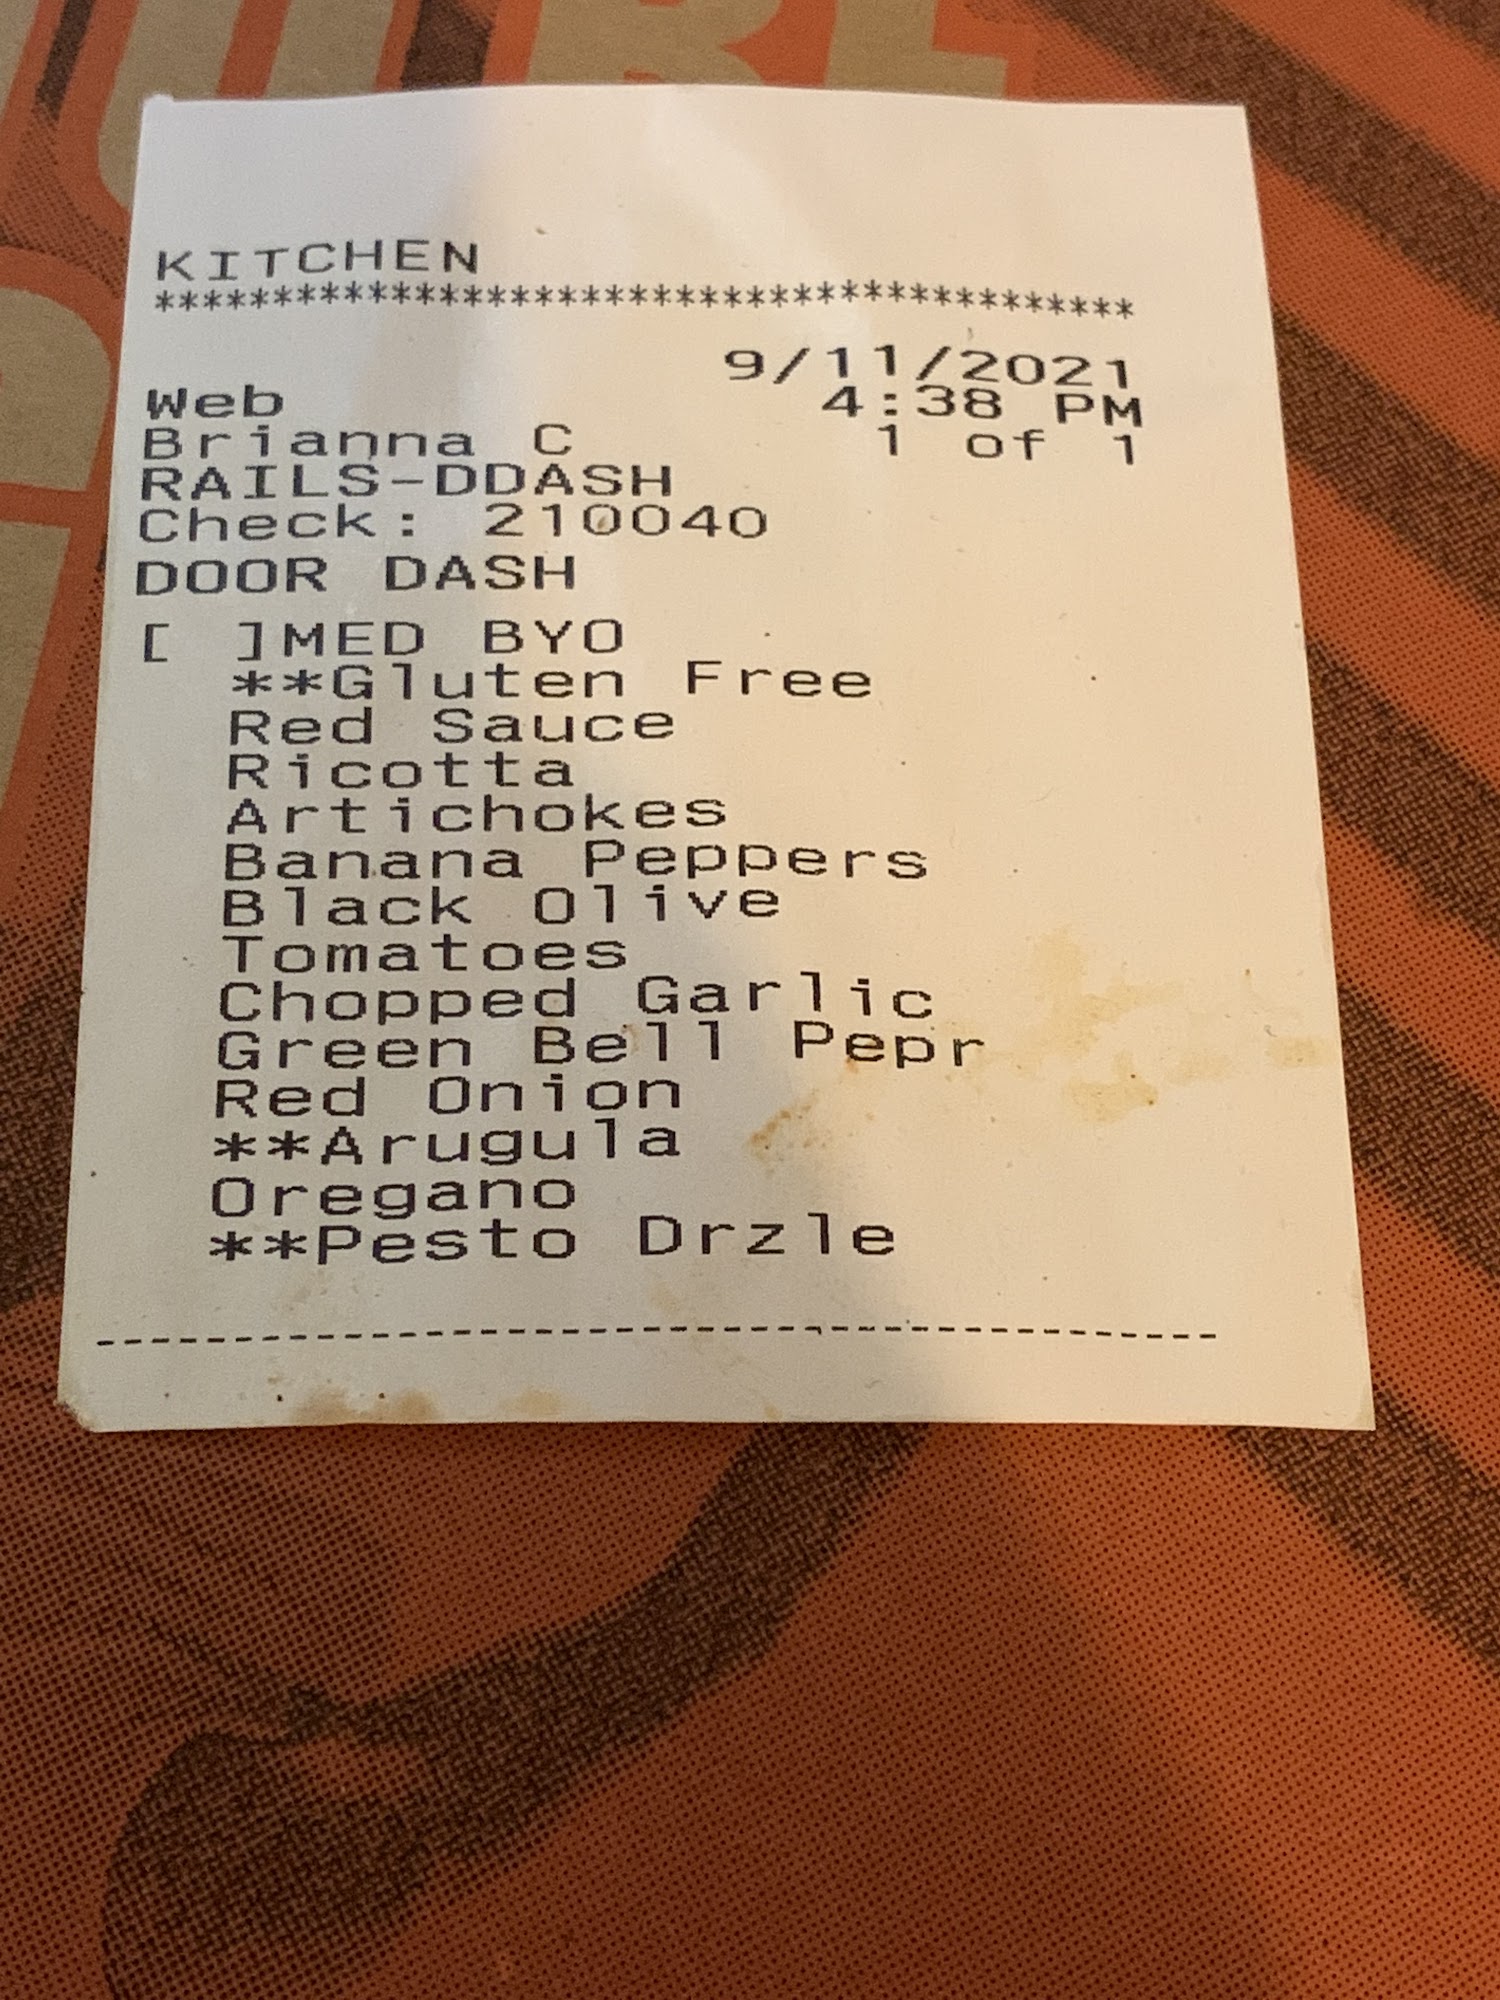 KITCHEN
*****************************************
9/11/2021
Web 4:38 PM
Brianna C 1 of 1
RAILS-DDASH
Check: 210040
DOOR DASH
[ ]MED BYO
**Gluten Free
Red Sauce
Ricotta
Artichokes
Banana Peppers
Black Olive
Tomatoes
Chopped Garlic
Green Bell Pepr
Red Onion
**Arugula
Oregano
**Pesto Drzle
----------------------------------------